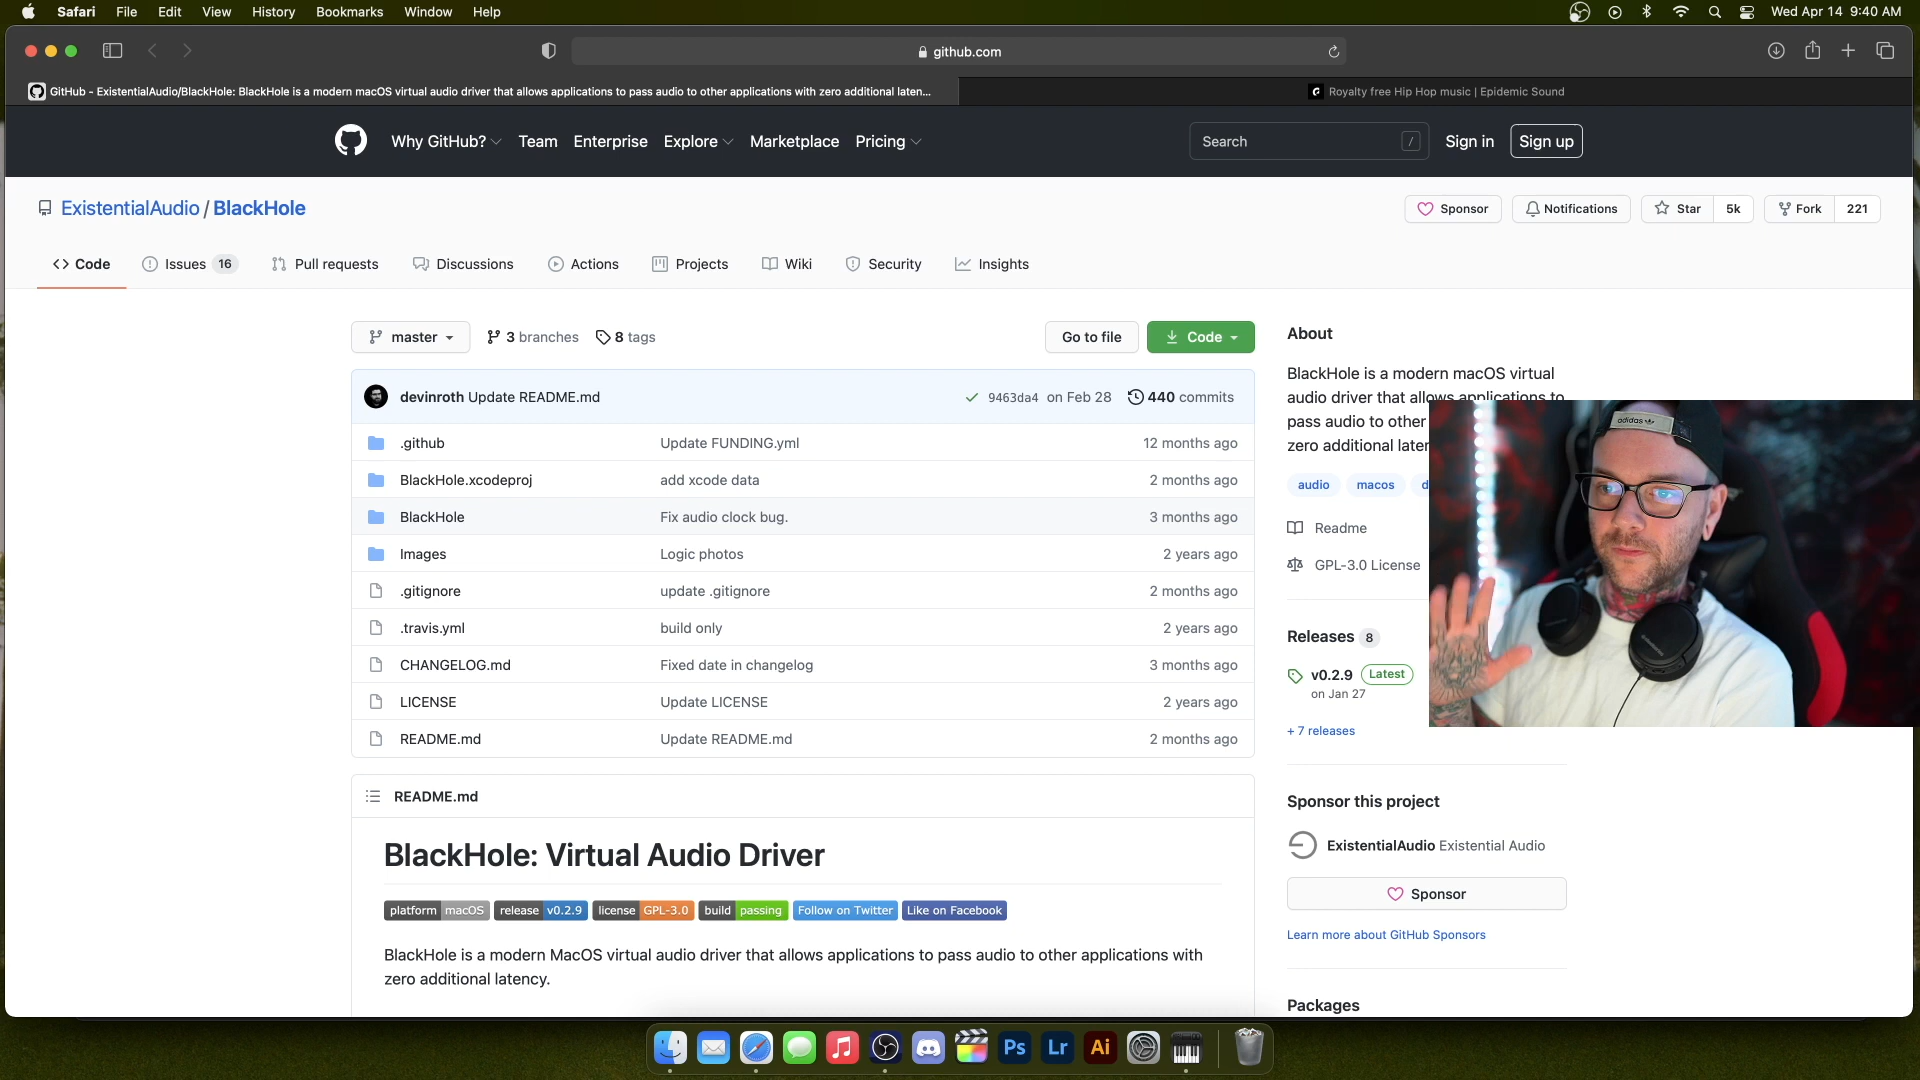 Safari File Edit View History Bookmarks Window Help Wed Apr 14 9:40 AM
github.com
GitHub - ExistentialAudio/BlackHole: BlackHole is a modern macOS virtual audio driver that allows applications to pass audio to other applications with zero additional laten... Royalty free Hip Hop music | Epidemic Sound
Why GitHub? Team Enterprise Explore Marketplace Pricing Search / Sign in Sign up
ExistentialAudio / BlackHole Sponsor Notifications Star 5k Fork 221
Code Issues 16 Pull requests Discussions Actions Projects Wiki Security Insights
master 3 branches 8 tags Go to file Code
devinroth Update README.md 9463da4 on Feb 28 440 commits
.github Update FUNDING.yml 12 months ago
BlackHole.xcodeproj add xcode data 2 months ago
BlackHole Fix audio clock bug. 3 months ago
Images Logic photos 2 years ago
.gitignore update .gitignore 2 months ago
.travis.yml build only 2 years ago
CHANGELOG.md Fixed date in changelog 3 months ago
LICENSE Update LICENSE 2 years ago
README.md Update README.md 2 months ago
README.md
BlackHole: Virtual Audio Driver
platform macOS release v0.2.9 license GPL-3.0 build passing Follow on Twitter Like on Facebook
BlackHole is a modern MacOS virtual audio driver that allows applications to pass audio to other applications with
zero additional latency.
About
BlackHole is a modern macOS virtual
audio driver that allows applications to
pass audio to other
zero additional later
audio macos d
Readme
GPL-3.0 License
Releases 8
v0.2.9 Latest
on Jan 27
+ 7 releases
Sponsor this project
ExistentialAudio Existential Audio
Sponsor
Learn more about GitHub Sponsors
Packages
adidas
Ps Lr Ai